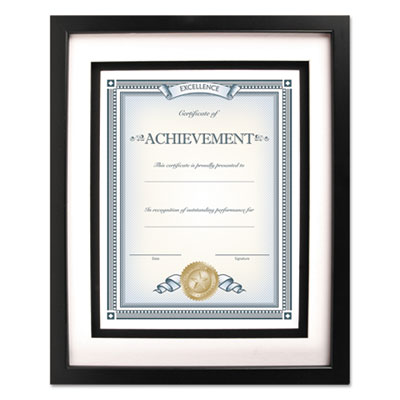 EXCELLENCE
Certificate of
ACHIEVEMENT
This certificate is proudly presented to
In recognition of outstanding performance for
Date Signature